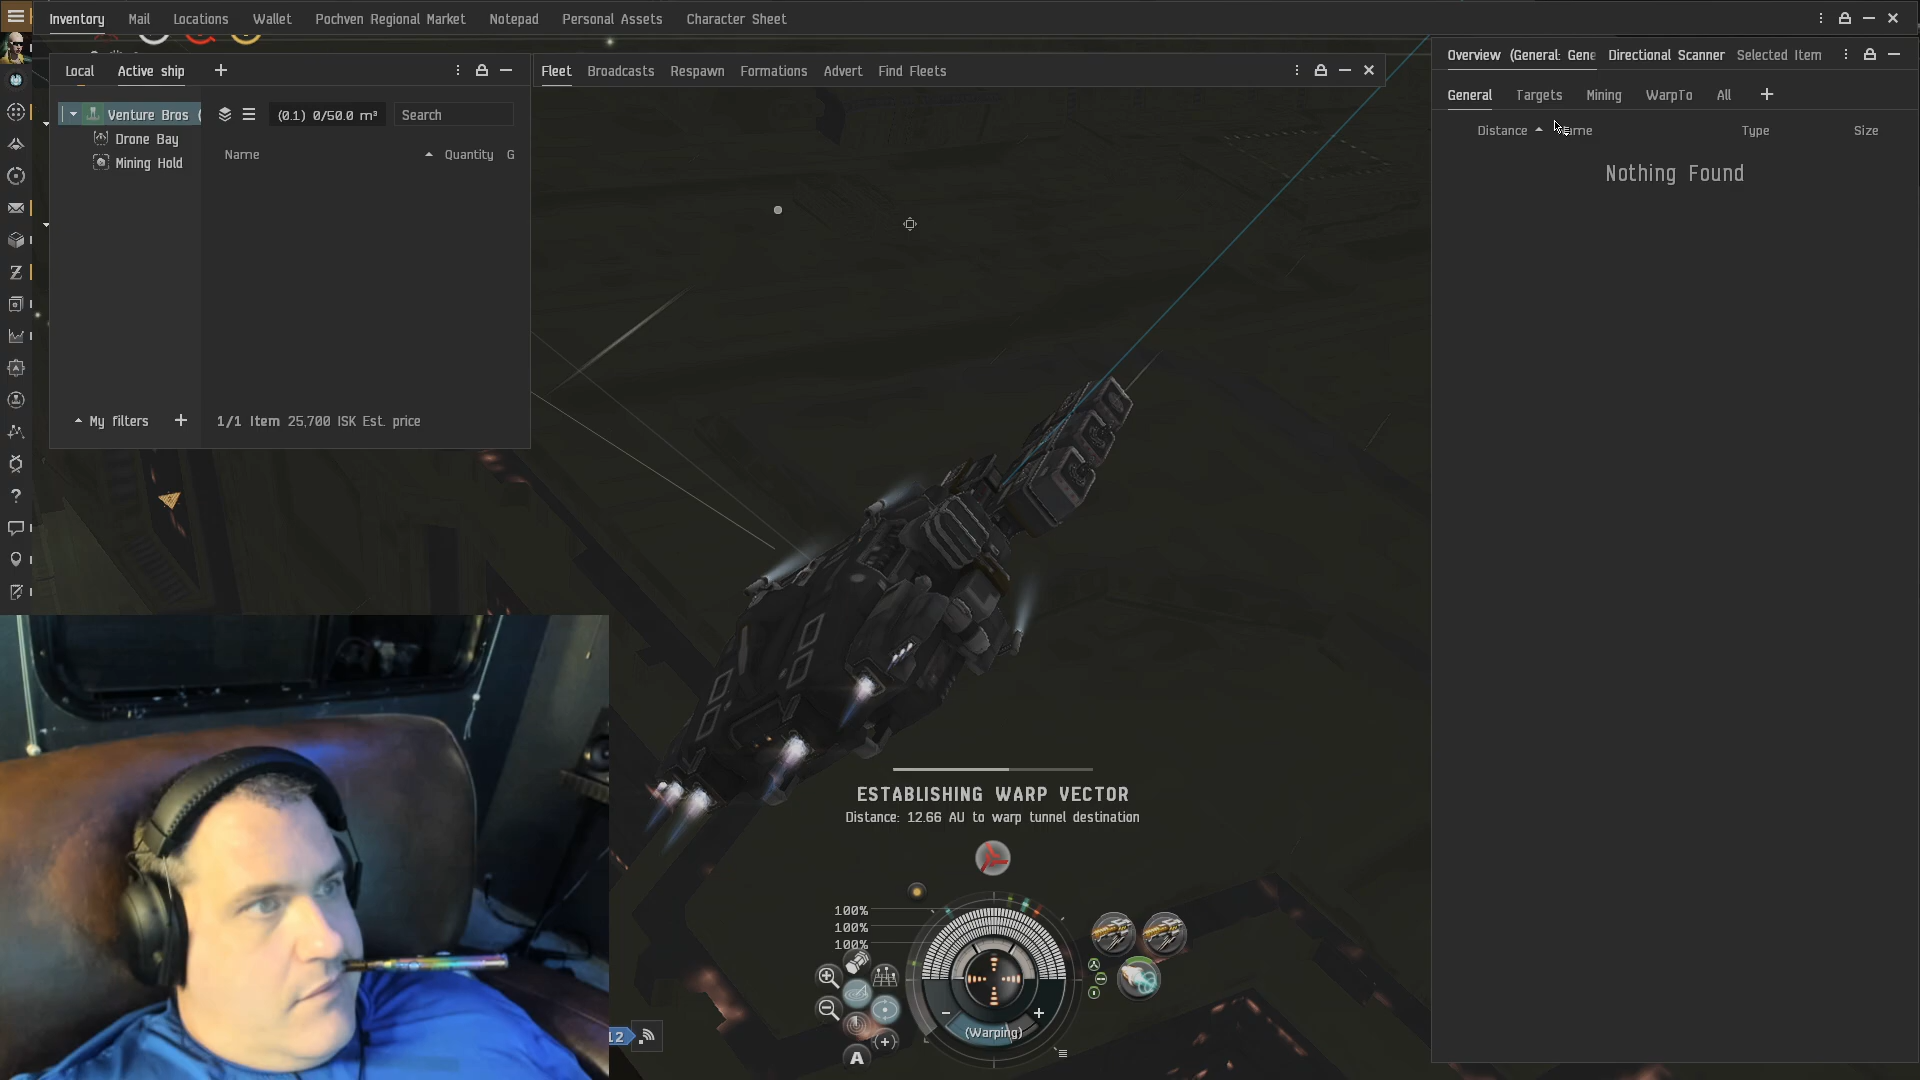 Inventory Mail Locations Wallet Pochven Regional Market Notepad Personal Assets Character Sheet
Local Active ship
Venture Bros (
Drone Bay
Mining Hold
(0.1) 0/50.0 m³ Search
Name Quantity G
My filters
1/1 Item 25,700 ISK Est. price
Fleet Broadcasts Respawn Formations Advert Find Fleets
Overview (General: Gene Directional Scanner Selected Item
General Targets Mining WarpTo All
Distance Type Size
Nothing Found
ESTABLISHING WARP VECTOR
Distance: 12.66 AU to warp tunnel destination
100%
100%
100%
(Warping)
A
12